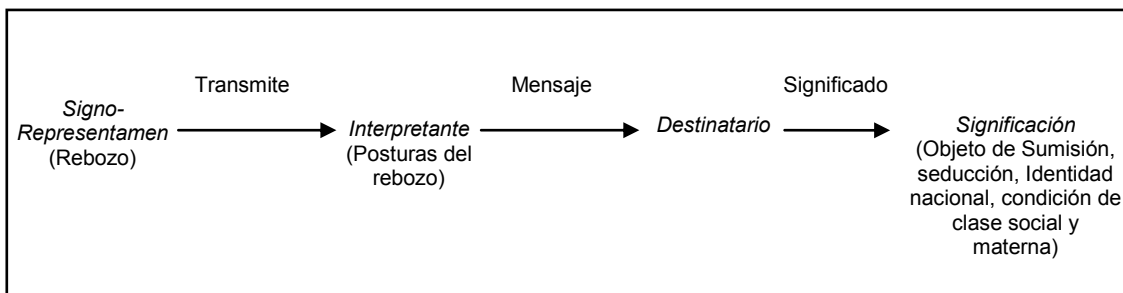 Transmite
Mensaje
Significado
Signo-
Representamen
(Rebozo)
Interpretante
(Posturas del
rebozo)
Destinatario
Significación
(Objeto de Sumisión,
seducción, Identidad
nacional, condición de
clase social y
materna)